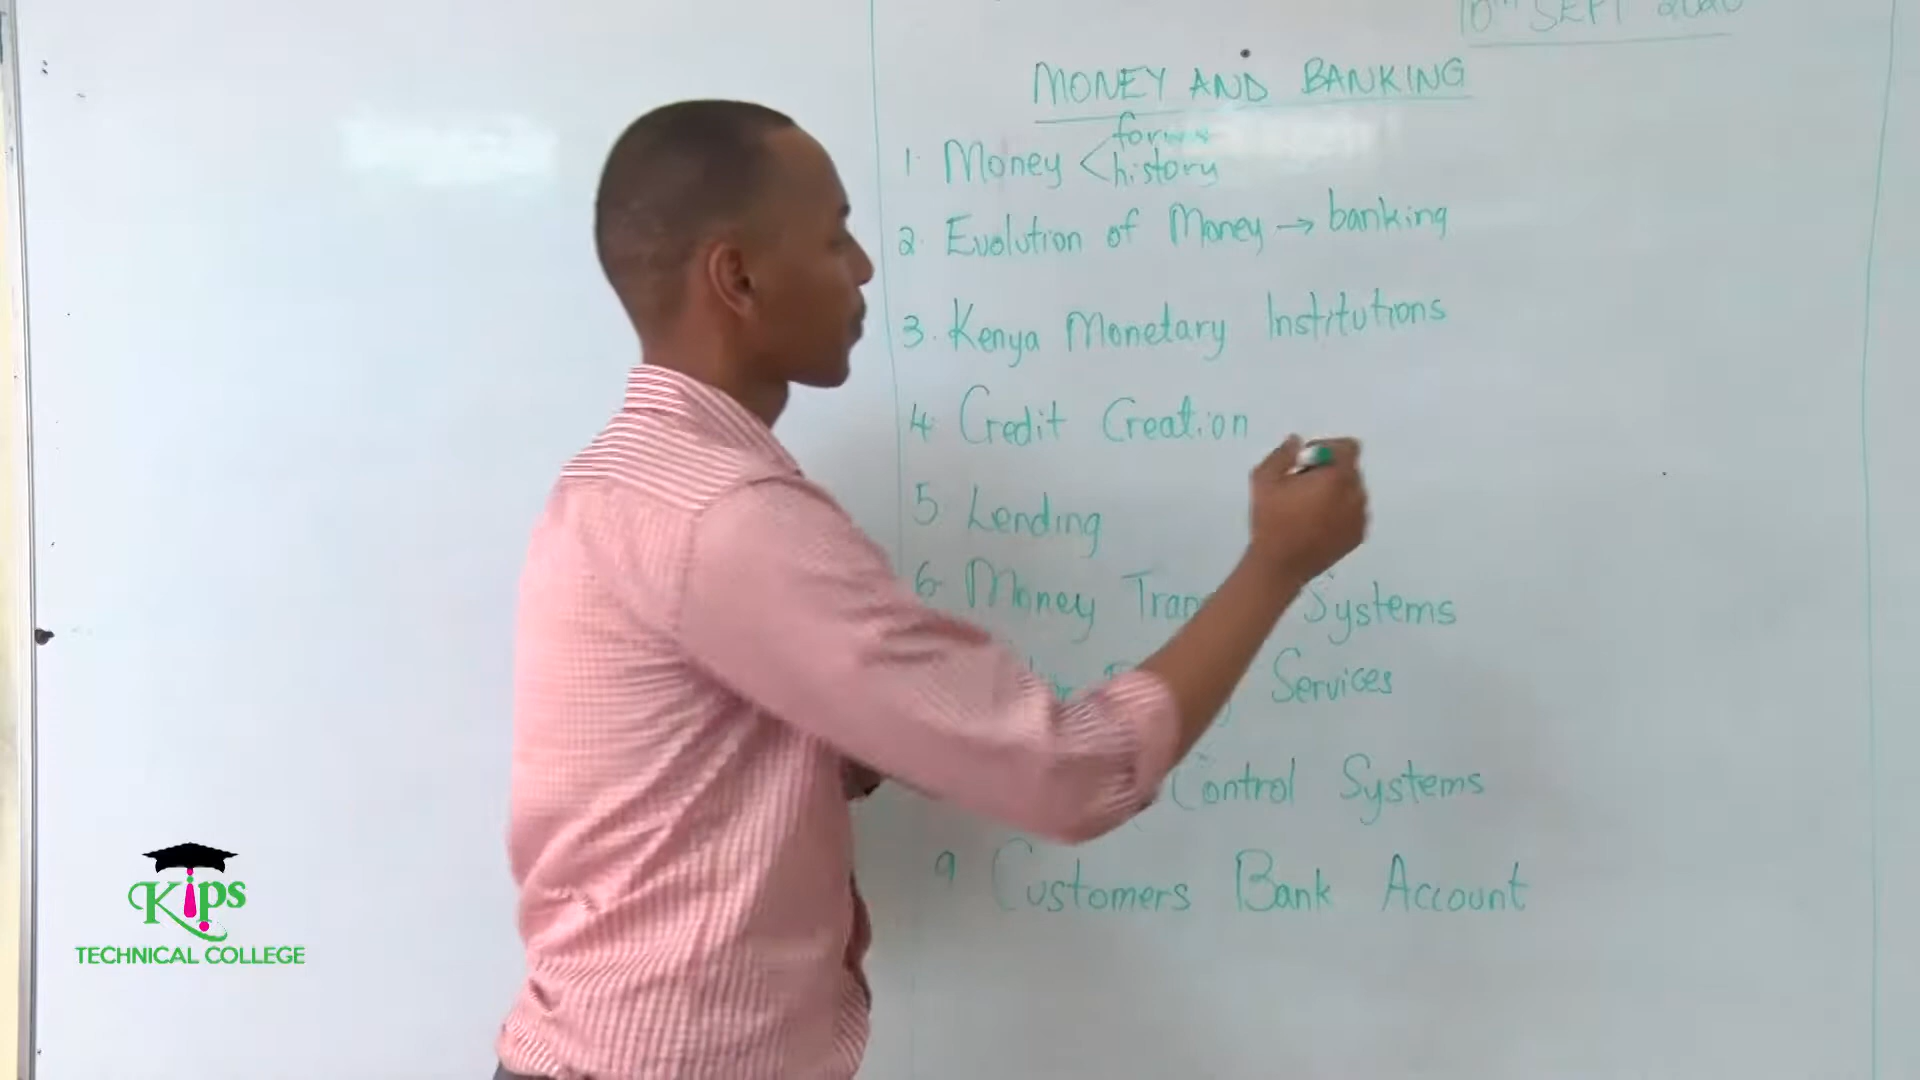 10th SEPT 2020
MONEY AND BANKING
1. Money < forms
history
2. Evolution of Money → banking
3. Kenya Monetary Institutions
4. Credit Creation
5 Lending
6 Money Systems
Services
Control Systems
9 Customers Bank Account
Kips
TECHNICAL COLLEGE